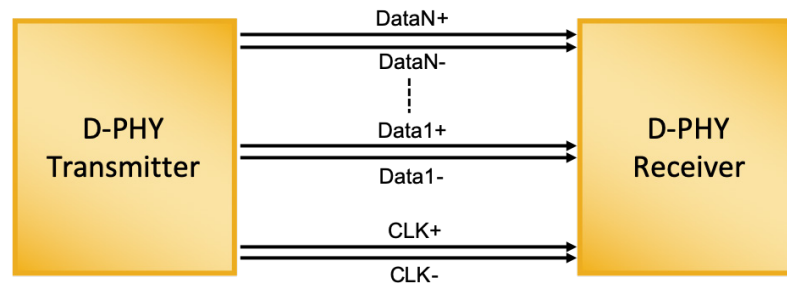 DataN+
DataN-
D-PHY
Transmitter
Data1+
Data1-
D-PHY
Receiver
CLK+
CLK-